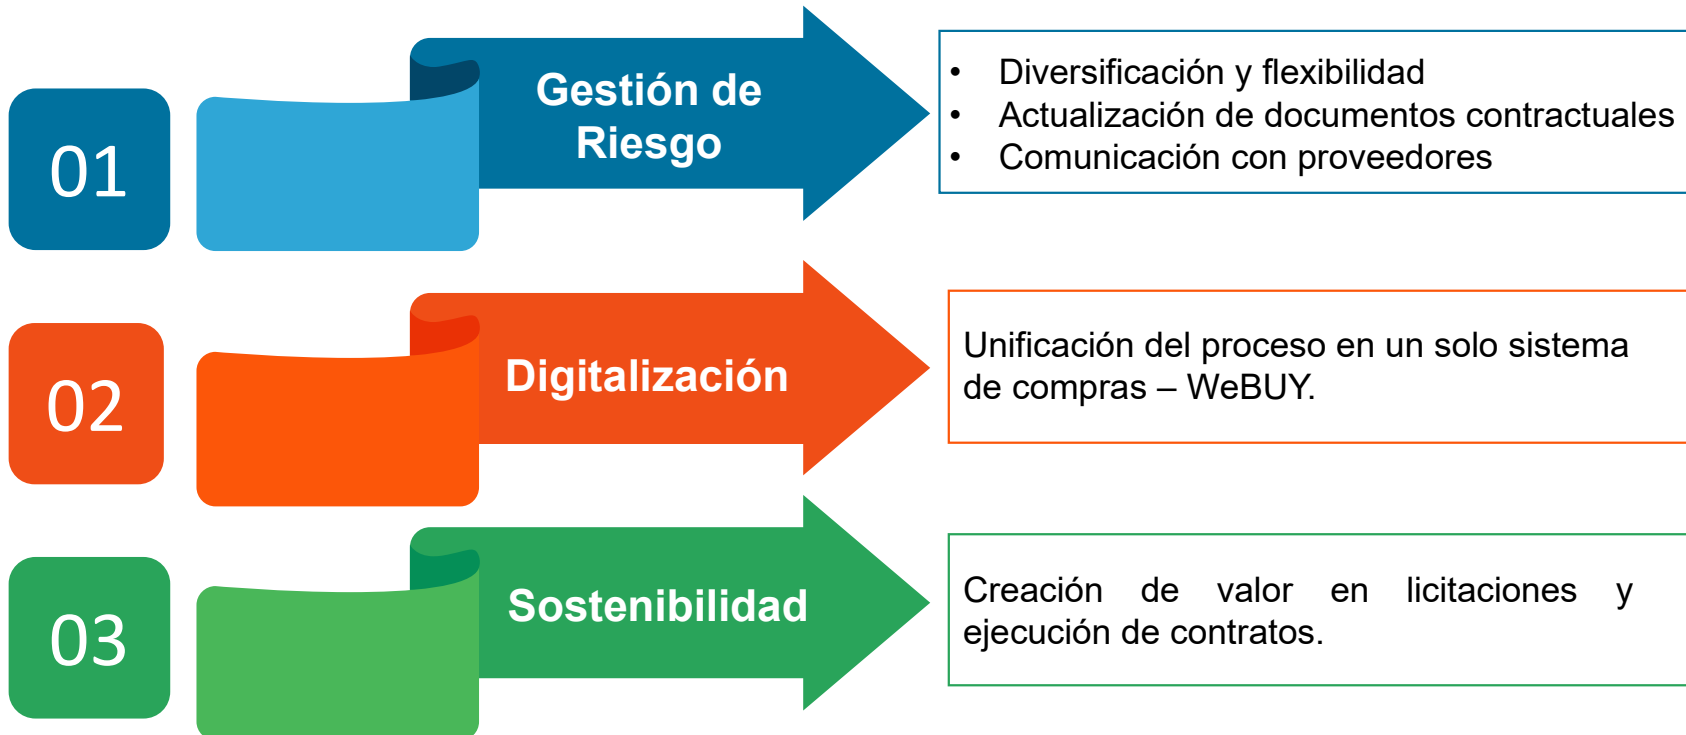 01
Gestión de
Riesgo
• Diversificación y flexibilidad
• Actualización de documentos contractuales
• Comunicación con proveedores
02
Digitalización
Unificación del proceso en un solo sistema
de compras – WeBUY.
03
Sostenibilidad
Creación de valor en licitaciones y
ejecución de contratos.